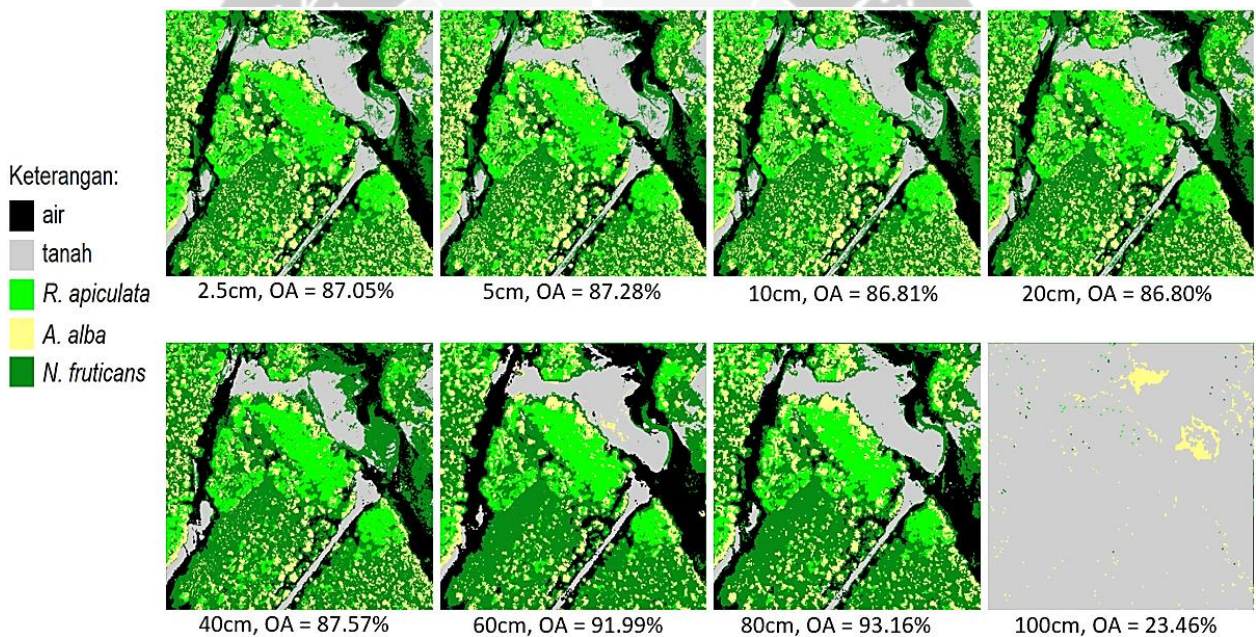 Keterangan:
air
tanah
R. apiculata
A. alba
N. fruticans
2.5cm, OA = 87.05%
5cm, OA = 87.28%
10cm, OA = 86.81%
20cm, OA = 86.80%
40cm, OA = 87.57%
60cm, OA = 91.99%
80cm, OA = 93.16%
100cm, OA = 23.46%